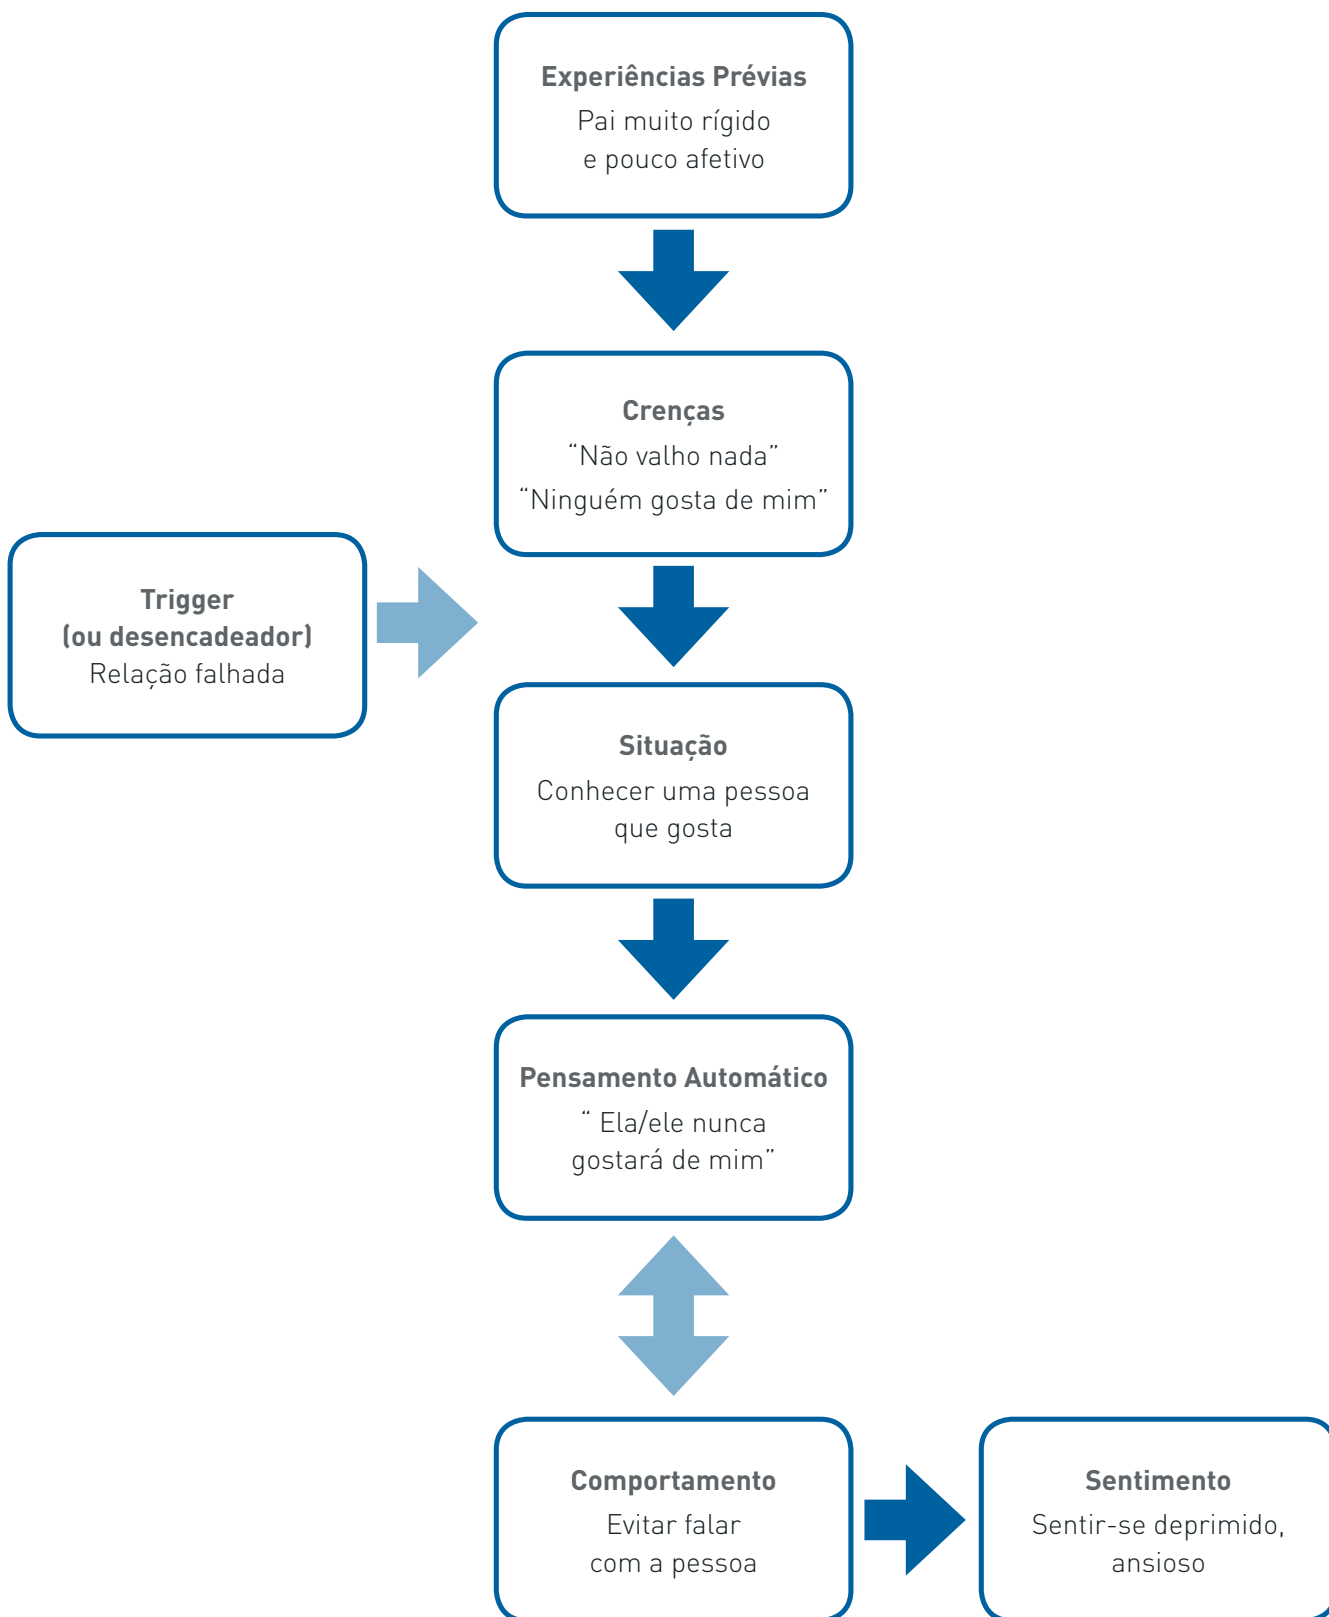 Experiências Prévias
Pai muito rígido
e pouco afetivo
Crenças
“Não valho nada”
“Ninguém gosta de mim”
Trigger
(ou desencadeador)
Relação falhada
Situação
Conhecer uma pessoa
que gosta
Pensamento Automático
“ Ela/ele nunca
gostará de mim”
Comportamento
Evitar falar
com a pessoa
Sentimento
Sentir-se deprimido,
ansioso